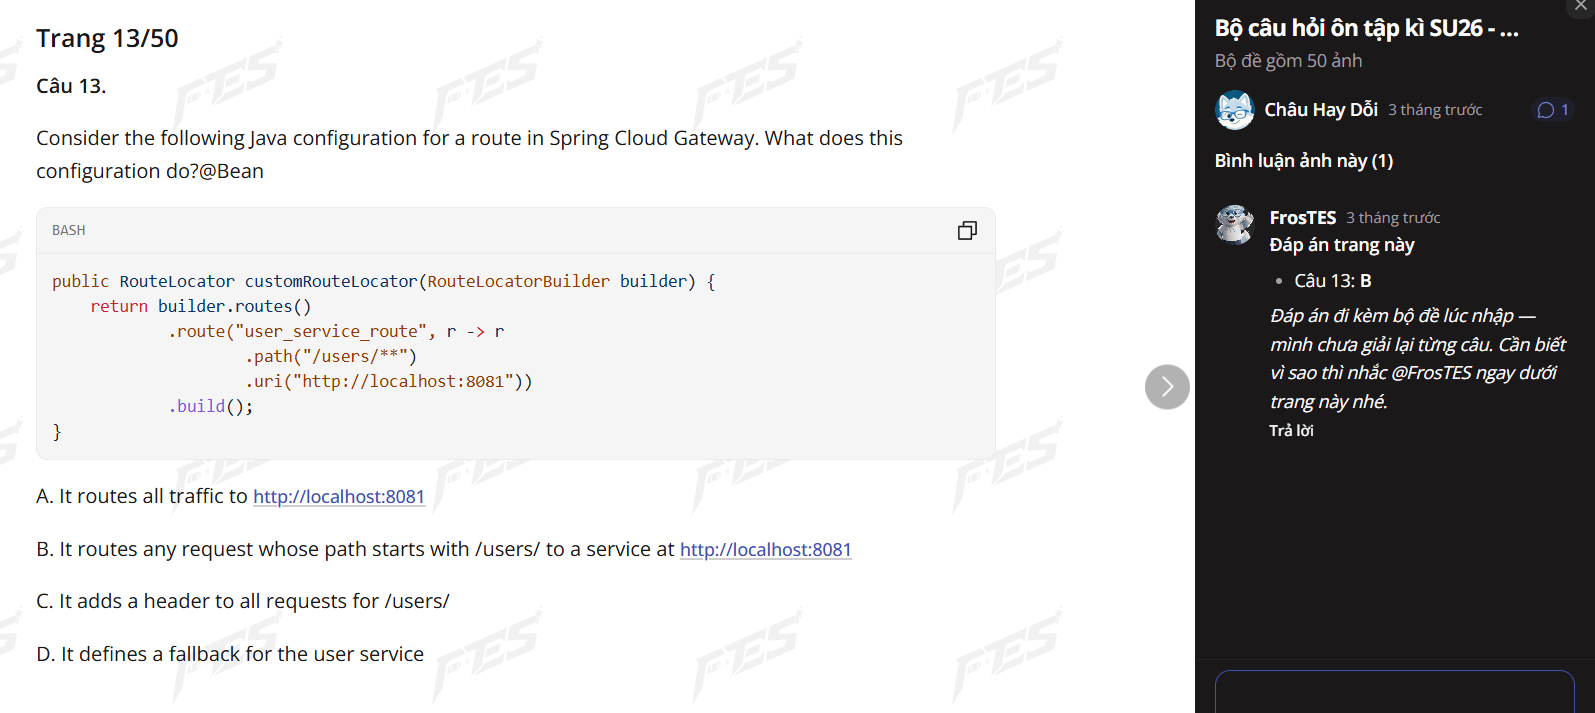 Trang 13/50
Câu 13.
Consider the following Java configuration for a route in Spring Cloud Gateway. What does this
configuration do?@Bean
BASH
public RouteLocator customRouteLocator(RouteLocatorBuilder builder) {
    return builder.routes()
            .route("user_service_route", r -> r
                    .path("/users/**")
                    .uri("http://localhost:8081"))
            .build();
}
A. It routes all traffic to http://localhost:8081
B. It routes any request whose path starts with /users/ to a service at http://localhost:8081
C. It adds a header to all requests for /users/
D. It defines a fallback for the user service
Bộ câu hỏi ôn tập kì SU26 - ...
Bộ đề gồm 50 ảnh
Châu Hay Dỗi 3 tháng trước 1
Bình luận ảnh này (1)
FrosTES 3 tháng trước
Đáp án trang này
• Câu 13: B
Đáp án đi kèm bộ đề lúc nhập —
mình chưa giải lại từng câu. Cần biết
vì sao thì nhắc @FrosTES ngay dưới
trang này nhé.
Trả lời
FTES